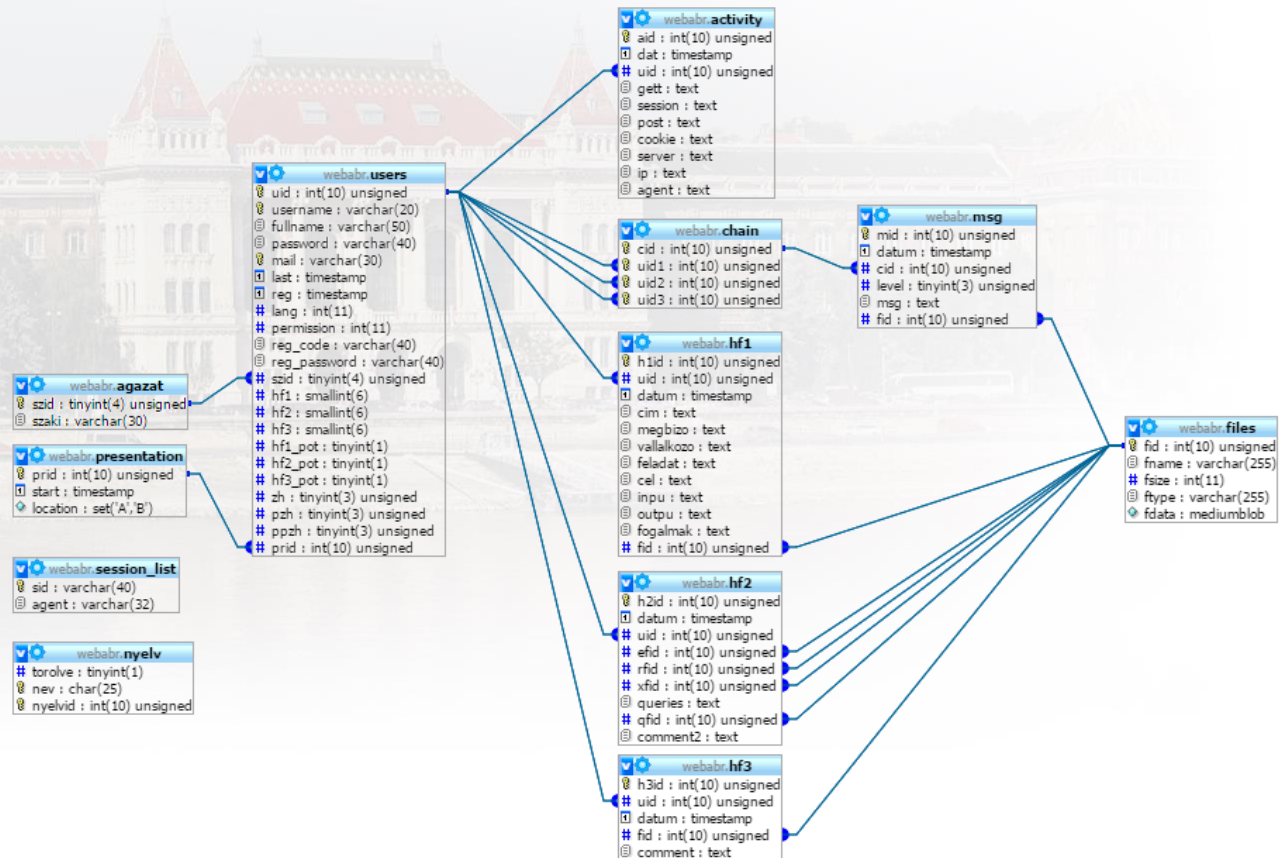 webabr.activity
aid : int(10) unsigned
dat : timestamp
uid : int(10) unsigned
gett : text
session : text
post : text
cookie : text
server : text
ip : text
agent : text
webabr.users
uid : int(10) unsigned
username : varchar(20)
fullname : varchar(50)
password : varchar(40)
mail : varchar(30)
last : timestamp
reg : timestamp
lang : int(11)
permission : int(11)
reg_code : varchar(40)
reg_password : varchar(40)
szid : tinyint(4) unsigned
hf1 : smallint(6)
hf2 : smallint(6)
hf3 : smallint(6)
hf1_pot : tinyint(1)
hf2_pot : tinyint(1)
hf3_pot : tinyint(1)
zh : tinyint(3) unsigned
pzh : tinyint(3) unsigned
ppzh : tinyint(3) unsigned
prid : int(10) unsigned
webabr.chain
cid : int(10) unsigned
uid1 : int(10) unsigned
uid2 : int(10) unsigned
uid3 : int(10) unsigned
webabr.msg
mid : int(10) unsigned
datum : timestamp
cid : int(10) unsigned
level : tinyint(3) unsigned
msg : text
fid : int(10) unsigned
webabr.hf1
h1id : int(10) unsigned
uid : int(10) unsigned
datum : timestamp
cim : text
megbizo : text
vallalkozo : text
feladat : text
cel : text
inpu : text
outpu : text
fogalmak : text
fid : int(10) unsigned
webabr.agazat
szid : tinyint(4) unsigned
szaki : varchar(30)
webabr.presentation
prid : int(10) unsigned
start : timestamp
location : set('A','B')
webabr.files
fid : int(10) unsigned
fname : varchar(255)
fsize : int(11)
ftype : varchar(255)
fdata : mediumblob
webabr.session_list
sid : varchar(40)
agent : varchar(32)
webabr.hf2
h2id : int(10) unsigned
datum : timestamp
uid : int(10) unsigned
efid : int(10) unsigned
rfid : int(10) unsigned
xfid : int(10) unsigned
queries : text
qfid : int(10) unsigned
comment2 : text
webabr.nyelv
torolve : tinyint(1)
nev : char(25)
nyelvid : int(10) unsigned
webabr.hf3
h3id : int(10) unsigned
uid : int(10) unsigned
datum : timestamp
fid : int(10) unsigned
comment : text